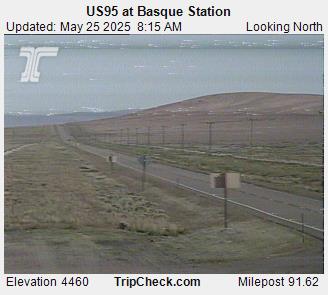 US95 at Basque Station
Updated: May 25 2025 8:15 AM Looking North
Elevation 4460 TripCheck.com Milepost 91.62